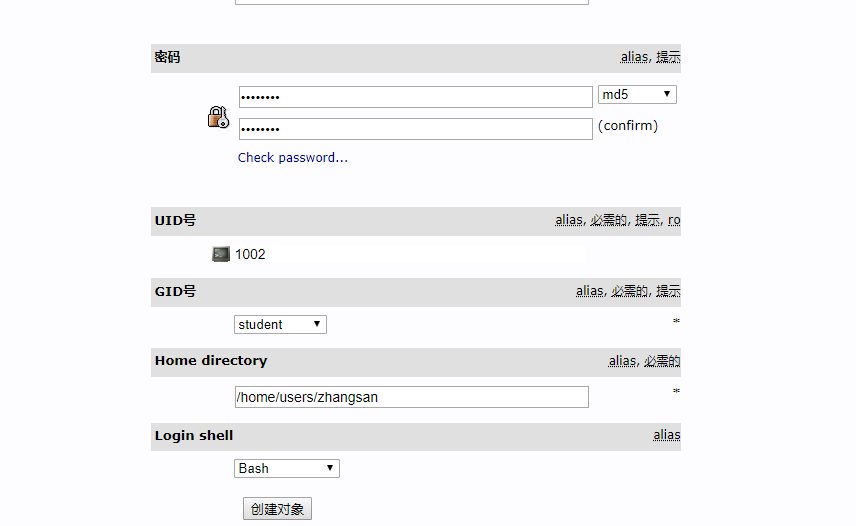 密码 alias, 提示
•••••••• md5
•••••••• (confirm)
Check password...
UID号 alias, 必需的, 提示, ro
1002
GID号 alias, 必需的, 提示
student *
Home directory alias, 必需的
/home/users/zhangsan *
Login shell alias
Bash
创建对象